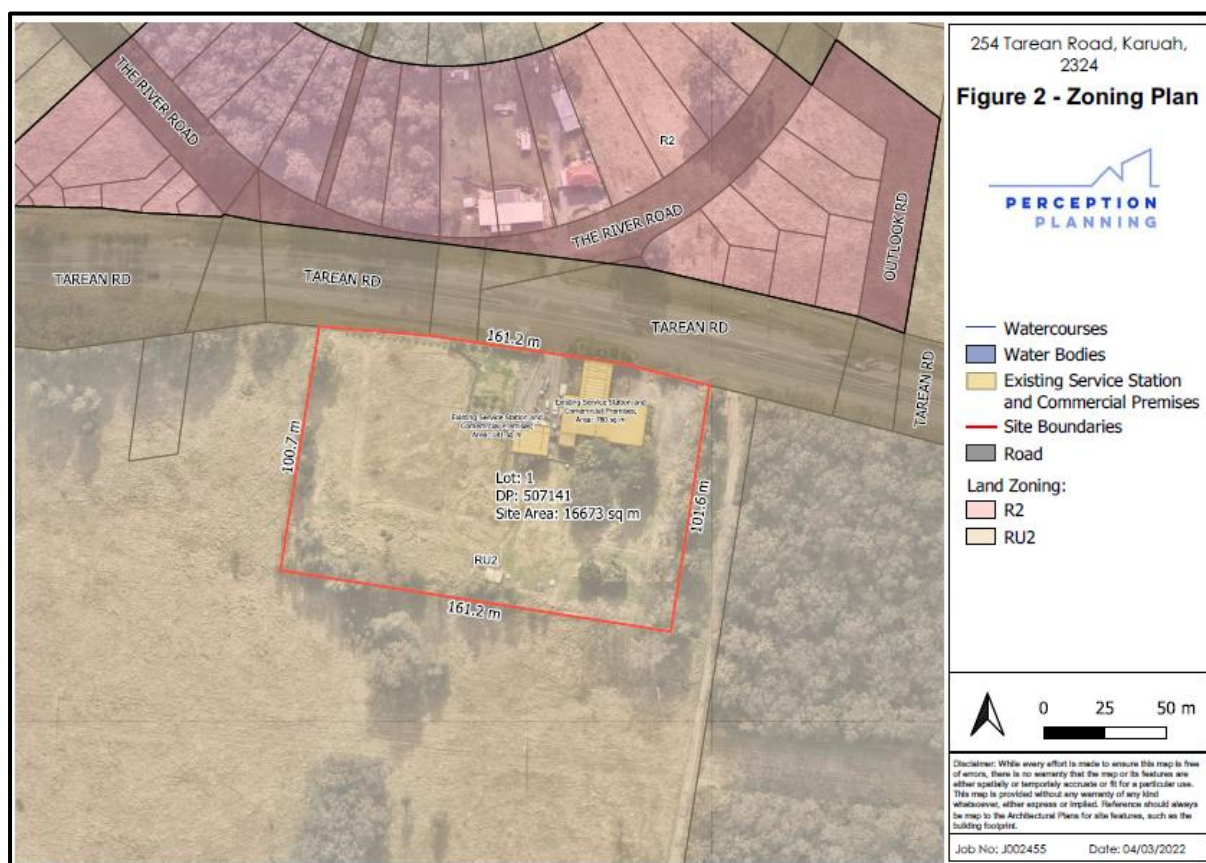 THE RIVER ROAD
R2
THE RIVER ROAD
OUTLOOK RD
TAREAN RD
TAREAN RD
TAREAN RD
TAREAN RD
161.2 m
Existing Service Station and
Commercial Premises,
Area: 780 sq m
Existing Service Station and
Commercial Premises,
100.7 m
Lot: 1
DP: 507141
Site Area: 16673 sq m
101.6 m
RU2
161.2 m
254 Tarean Road, Karuah,
2324
Figure 2 - Zoning Plan
PERCEPTION
PLANNING
Watercourses
Water Bodies
Existing Service Station
and Commercial Premises
Site Boundaries
Road
Land Zoning:
R2
RU2
0 25 50 m
Disclaimer: While every effort is made to ensure this map is free
of errors, there is no warranty that the map or its features are
either spatially or temporally accurate or fit for a particular use.
This map is provided without any warranty of any kind
whatsoever, either express or implied. Reference should always
be map to the Architectural Plans for site features, such as the
building footprint.
Job No: J002455 Date: 04/03/2022